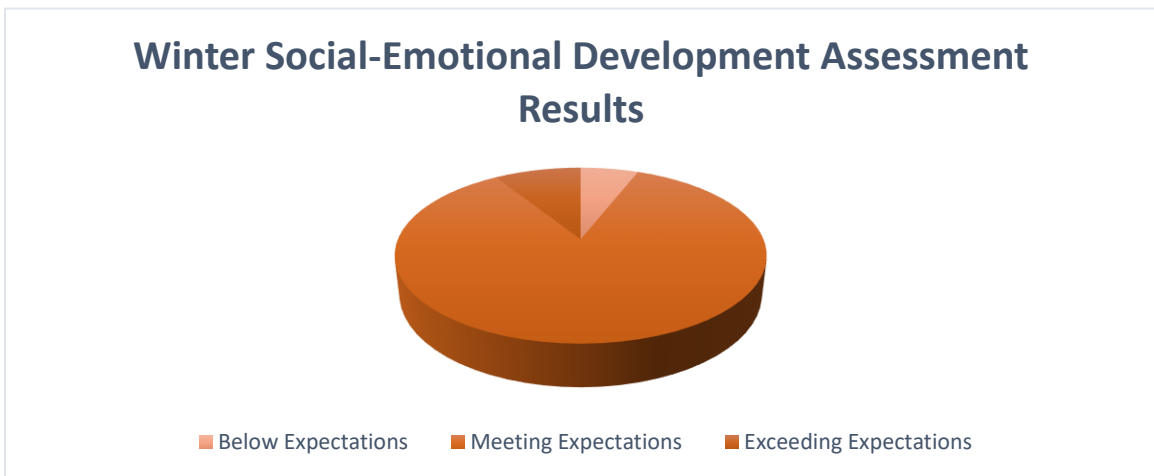 Winter Social-Emotional Development Assessment
Results
Below Expectations Meeting Expectations Exceeding Expectations